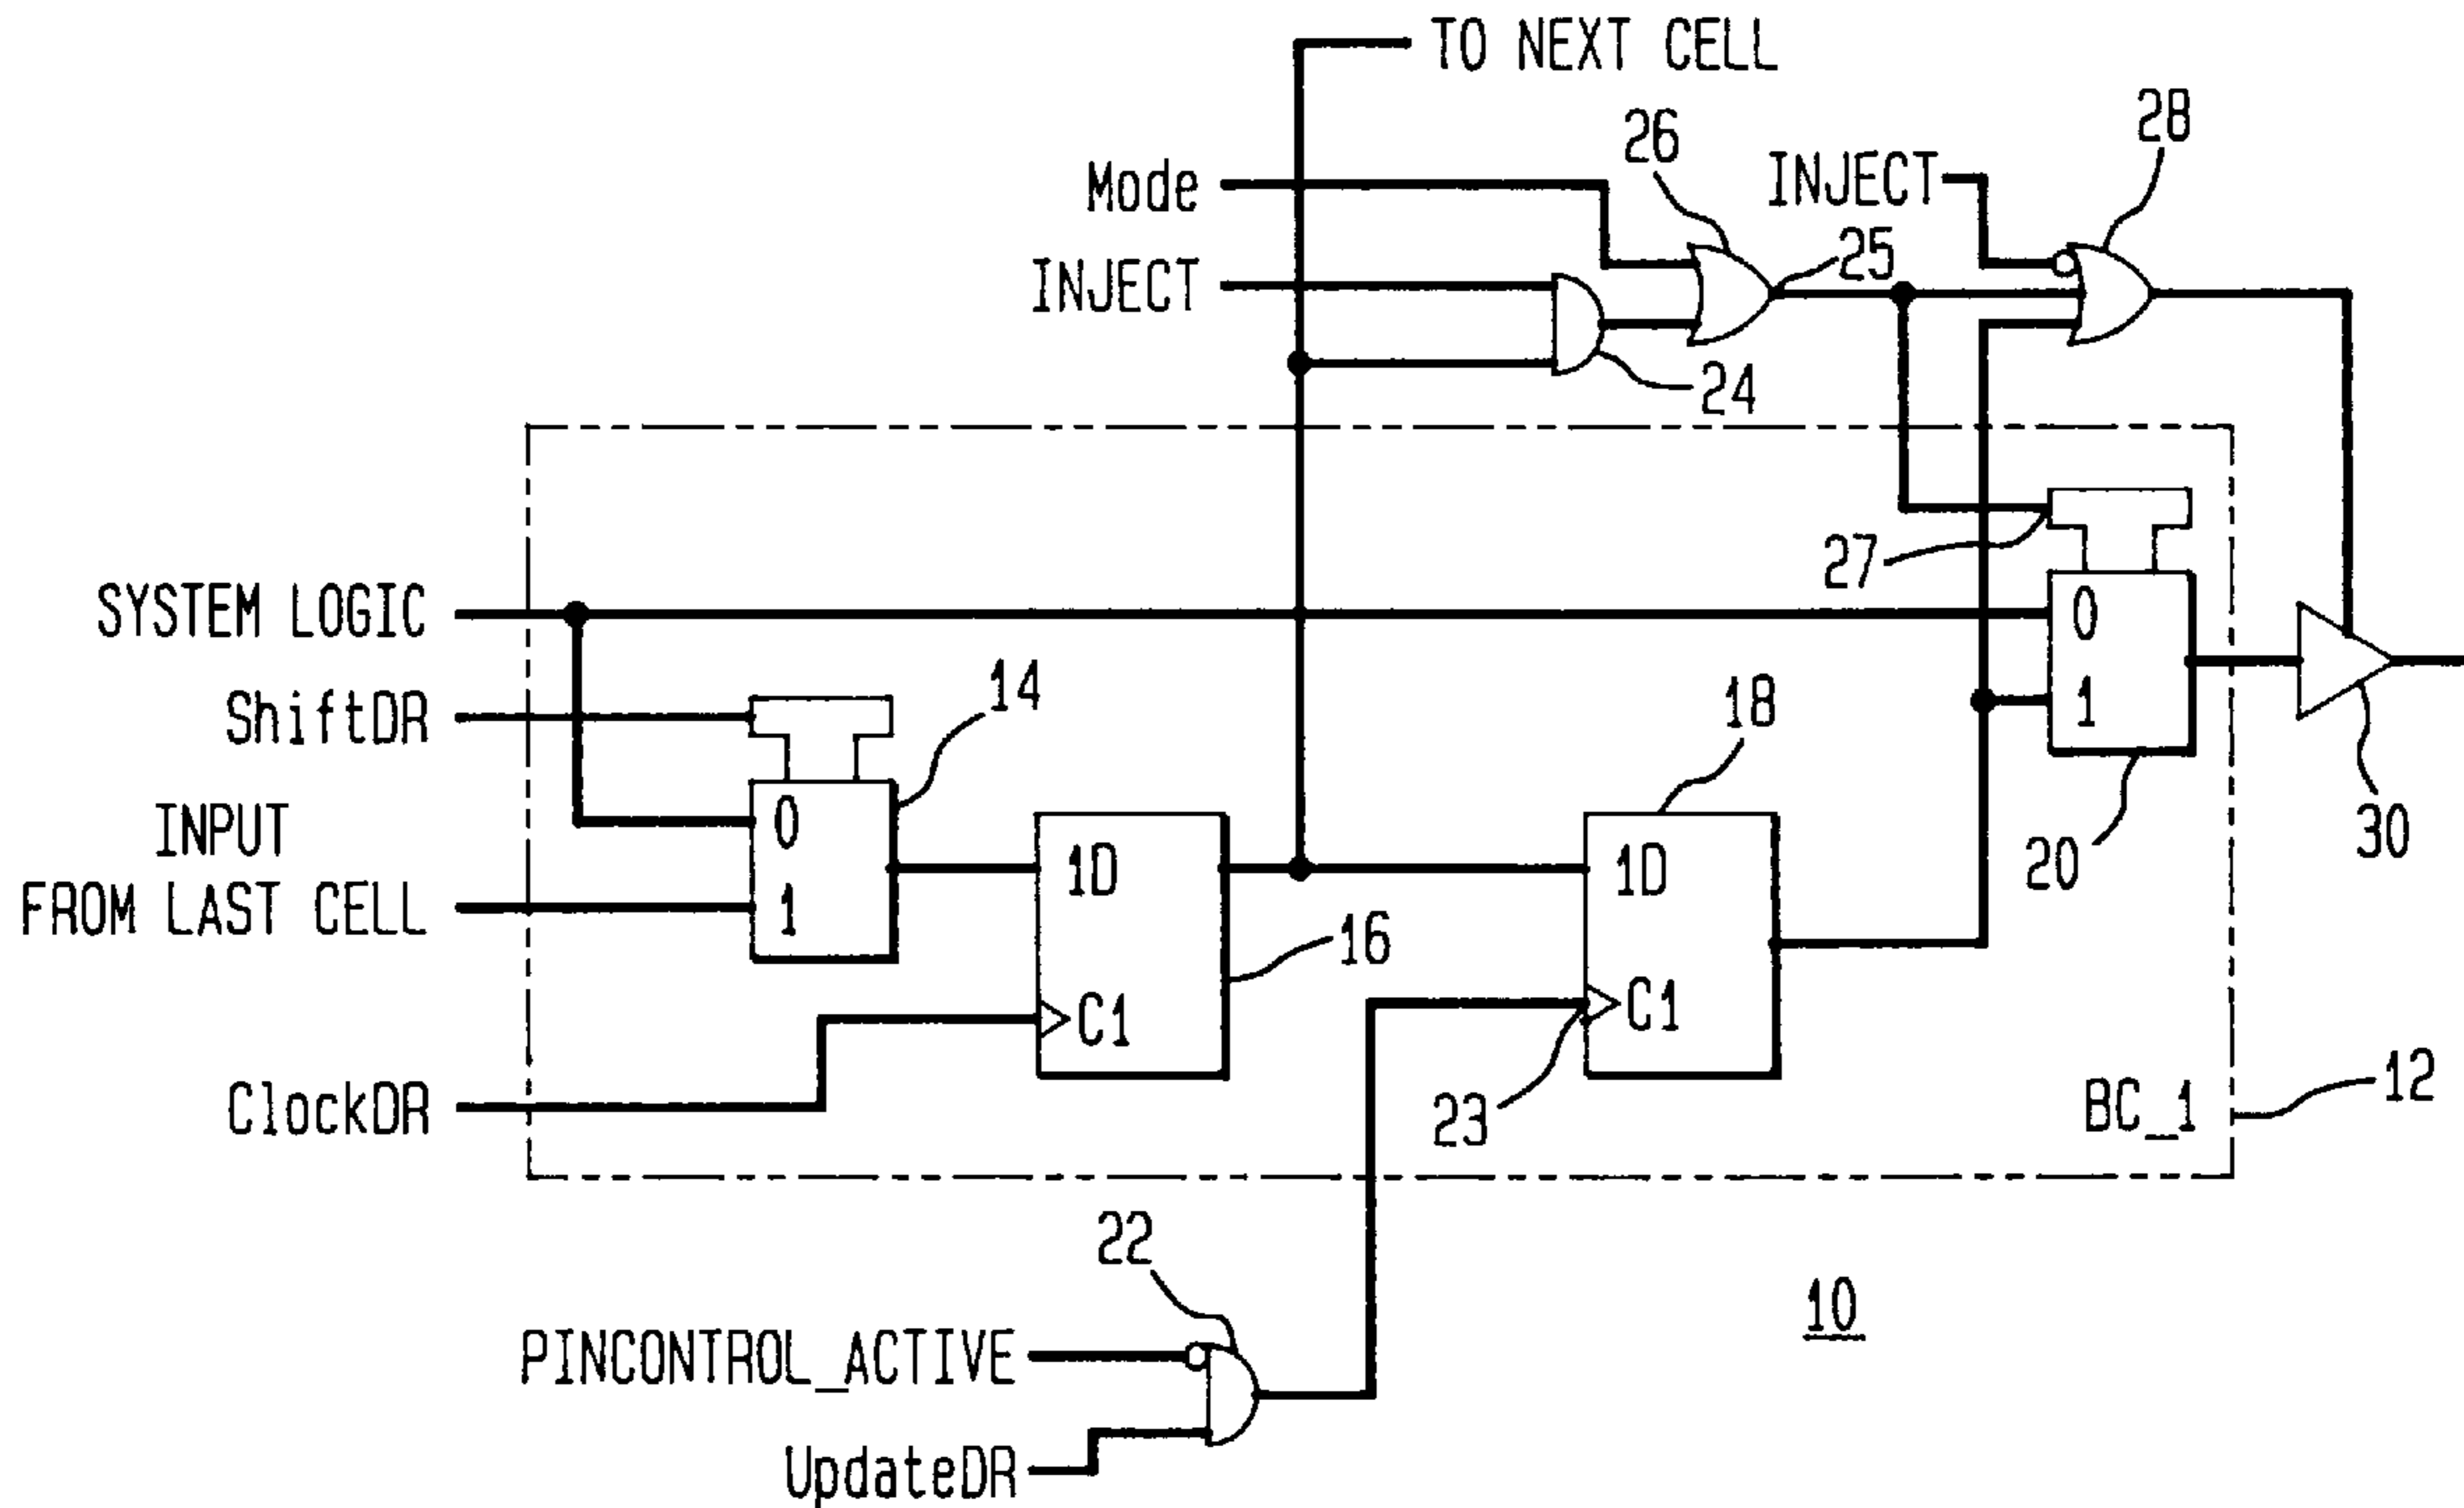 TO NEXT CELL
28
26
INJECT
Mode
25
INJECT
24
27
SYSTEM LOGIC
0
14
ShiftDR
18
1
INPUT
0
30
1D
1D
20
FROM LAST CELL
1
16
C1
C1
23
BC_1
12
ClockDR
22
10
PINCONTROL_ACTIVE
UpdateDR